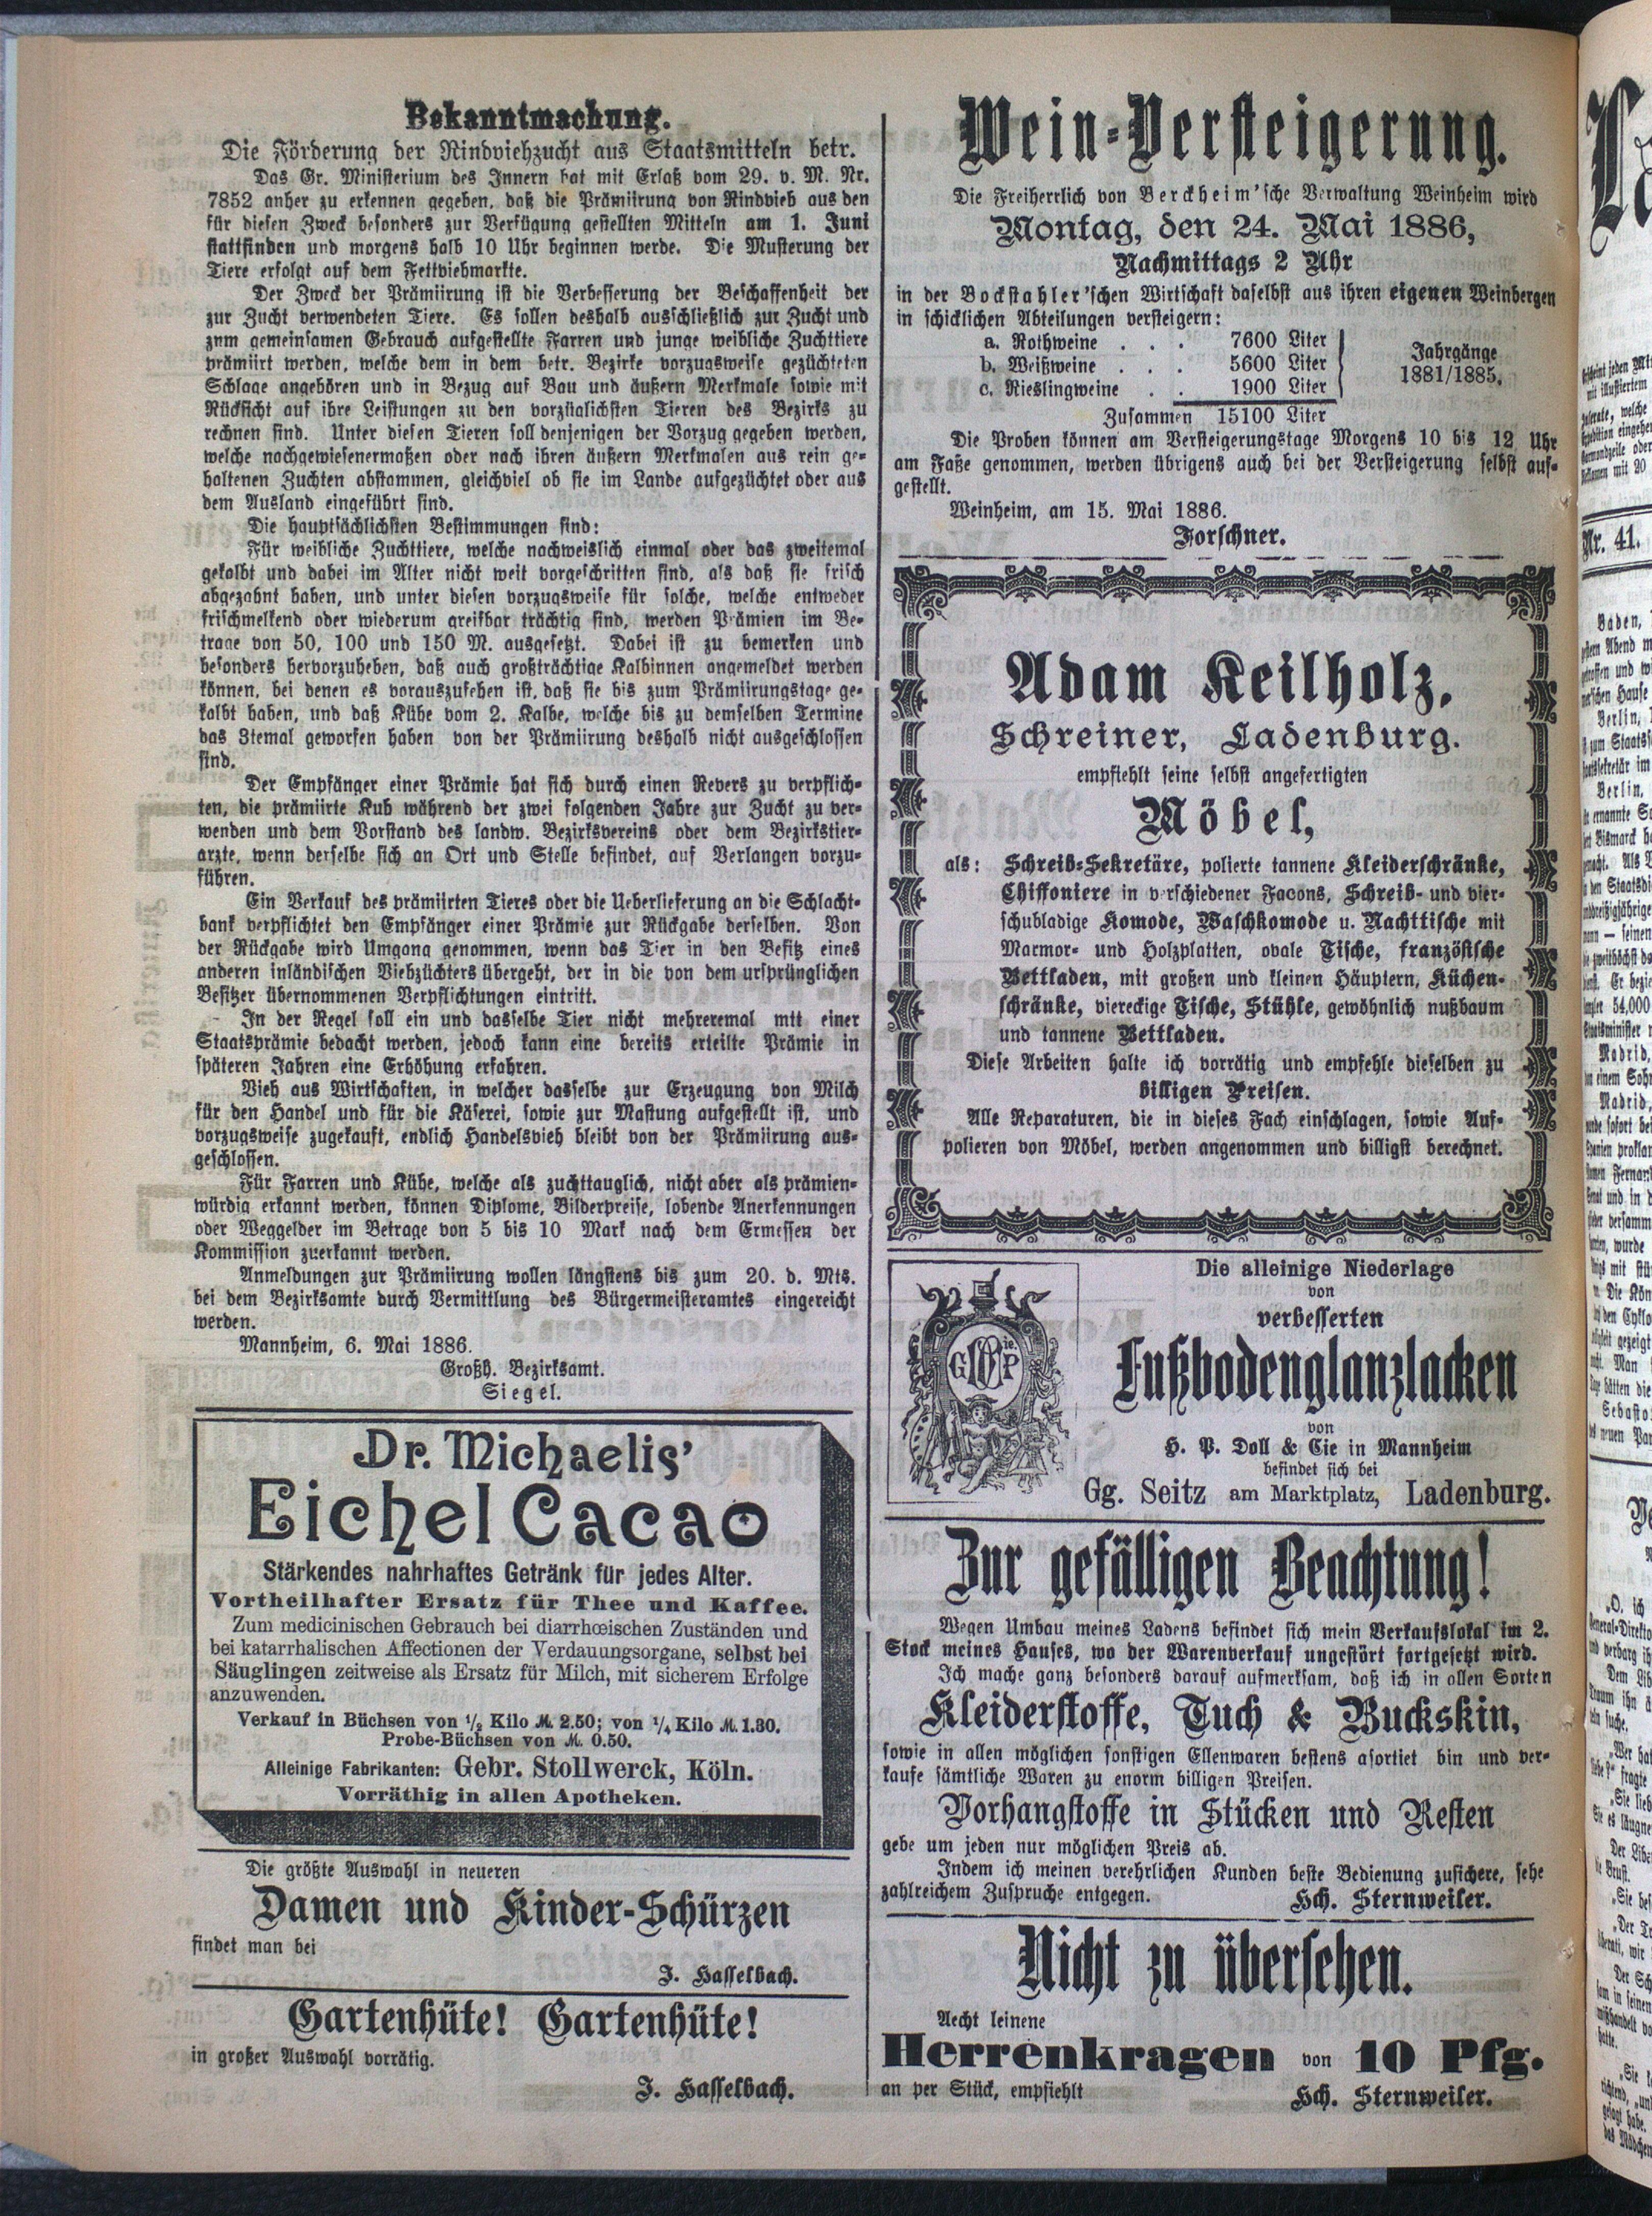 Bekanntmachung.
Die Förderung der Rindviehzucht aus Staatsmitteln betr.
Das Gr. Ministerium des Innern hat mit Erlaß vom 29. v. M. Nr.
7852 anher zu erkennen gegeben, daß die Prämiirung von Rindvieh aus den
für diesen Zweck besonders zur Verfügung gestellten Mitteln am 1. Juni
stattfinden und morgens halb 10 Uhr beginnen werde. Die Musterung der
Tiere erfolgt auf dem Fettviehmarkte.
Der Zweck der Prämiirung ist die Verbesserung der Beschaffenheit der
zur Zucht verwendeten Tiere. Es sollen deshalb ausschließlich zur Zucht und
zum gemeinsamen Gebrauch aufgestellte Farren und junge weibliche Zuchttiere
prämiirt werden, welche dem in dem betr. Bezirke vorzugsweise gezüchteten
Schlage angehören und in Bezug auf Bau und äußern Merkmale sowie mit
Rücksicht auf ihre Leistungen zu den vorzüglichsten Tieren des Bezirks zu
rechnen sind. Unter diesen Tieren soll denjenigen der Vorzug gegeben werden,
welche nachgewiesenermaßen oder nach ihren äußern Merkmalen aus rein ge-
haltenen Zuchten abstammen, gleichviel ob sie im Lande aufgezüchtet oder aus
dem Ausland eingeführt sind.
Die hauptsächlichsten Bestimmungen sind:
Für weibliche Zuchttiere, welche nachweislich einmal oder das zweitemal
gekalbt und dabei im Alter nicht weit vorgeschritten sind, als daß sie frisch
abgezahnt haben, und unter diesen vorzugsweise für solche, welche entweder
frischmelkend oder wiederum greifbar trächtig sind, werden Prämien im Be-
trage von 50, 100 und 150 M. ausgesetzt. Dabei ist zu bemerken und
besonders hervorzuheben, daß auch großträchtige Kalbinnen angemeldet werden
können, bei denen es vorauszusehen ist, daß sie bis zum Prämiirungstage ge-
kalbt haben, und daß Kühe vom 2. Kalbe, welche bis zu demselben Termine
das 3temal geworfen haben von der Prämiirung deshalb nicht ausgeschlossen
sind.
Der Empfänger einer Prämie hat sich durch einen Revers zu verpflich-
ten, die prämiirte Kuh während der zwei folgenden Jahre zur Zucht zu ver-
wenden und dem Vorstand des landw. Bezirksvereins oder dem Bezirkstier-
arzte, wenn derselbe sich an Ort und Stelle befindet, auf Verlangen vorzu-
führen.
Ein Verkauf des prämiirten Tieres oder die Ueberlieferung an die Schlacht-
bank verpflichtet den Empfänger einer Prämie zur Rückgabe derselben. Von
der Rückgabe wird Umgang genommen, wenn das Tier in den Besitz eines
anderen inländischen Viehzüchters übergeht, der in die von dem ursprünglichen
Besitzer übernommenen Verpflichtungen eintritt.
In der Regel soll ein und dasselbe Tier nicht mehreremal mit einer
Staatsprämie bedacht werden, jedoch kann eine bereits erteilte Prämie in
späteren Jahren eine Erhöhung erfahren.
Vieh aus Wirtschaften, in welcher dasselbe zur Erzeugung von Milch
für den Handel und für die Käserei, sowie zur Mastung aufgestellt ist, und
vorzugsweise zugekauft, endlich Handelsvieh bleibt von der Prämiirung aus-
geschlossen.
Für Farren und Kühe, welche als zuchttauglich, nicht aber als prämien-
würdig erkannt werden, können Diplome, Bilderpreise, lobende Anerkennungen
oder Weggelder im Betrage von 5 bis 10 Mark nach dem Ermessen der
Kommission zuerkannt werden.
Anmeldungen zur Prämiirung wollen längstens bis zum 20. d. Mts.
bei dem Bezirksamte durch Vermittlung des Bürgermeisteramtes eingereicht
werden.
Mannheim, 6. Mai 1886.
Großh. Bezirksamt.
Siegel.
Dr. Michaelis'
Eichel Cacao
Stärkendes nahrhaftes Getränk für jedes Alter.
Vortheilhafter Ersatz für Thee und Kaffee.
Zum medicinischen Gebrauch bei diarrhœischen Zuständen und
bei katarrhalischen Affectionen der Verdauungsorgane, selbst bei
Säuglingen zeitweise als Ersatz für Milch, mit sicherem Erfolge
anzuwenden.
Verkauf in Büchsen von 1/2 Kilo M. 2.50; von 1/4 Kilo M. 1.30.
Probe-Büchsen von M. 0.50.
Alleinige Fabrikanten: Gebr. Stollwerck, Köln.
Vorräthig in allen Apotheken.
Die größte Auswahl in neueren
Damen und Kinder-Schürzen
findet man bei
J. Hasselbach.
Gartenhüte! Gartenhüte!
in großer Auswahl vorrätig.
J. Hasselbach.
Wein-Versteigerung.
Die Freiherrlich von Berckheim'sche Verwaltung Weinheim wird
Montag, den 24. Mai 1886,
Nachmittags 2 Uhr
in der Bockstahler'schen Wirtschaft daselbst aus ihren eigenen Weinbergen
in schicklichen Abteilungen versteigern:
a. Rothweine . . . 7600 Liter
b. Weißweine . . . 5600 Liter
c. Rieslingweine . . 1900 Liter
Jahrgänge
1881/1885,
Zusammen 15100 Liter
Die Proben können am Versteigerungstage Morgens 10 bis 12 Uhr
am Faße genommen, werden übrigens auch bei der Versteigerung selbst auf-
gestellt.
Weinheim, am 15. Mai 1886.
Forschner.
Adam Keilholz,
Schreiner, Ladenburg.
empfiehlt seine selbst angefertigten
Möbel,
als: Schreib-Sekretäre, polierte tannene Kleiderschränke,
Chiffoniere in verschiedener Facons, Schreib- und vier-
schubladige Komode, Waschkomode u. Nachttische mit
Marmor- und Holzplatten, ovale Tische, französische
Bettladen, mit großen und kleinen Häuptern, Küchen-
schränke, viereckige Tische, Stühle, gewöhnlich nußbaum
und tannene Bettladen.
Diese Arbeiten halte ich vorrätig und empfehle dieselben zu
billigen Preisen.
Alle Reparaturen, die in dieses Fach einschlagen, sowie Auf-
polieren von Möbel, werden angenommen und billigst berechnet.
Die alleinige Niederlage
von
verbesserten
Fußbodenglanzlacken
von
H. P. Doll & Cie in Mannheim
befindet sich bei
Gg. Seitz am Marktplatz, Ladenburg.
Zur gefälligen Beachtung!
Wegen Umbau meines Ladens befindet sich mein Verkaufslokal im 2.
Stock meines Hauses, wo der Warenverkauf ungestört fortgesetzt wird.
Ich mache ganz besonders darauf aufmerksam, daß ich in allen Sorten
Kleiderstoffe, Tuch & Buckskin,
sowie in allen möglichen sonstigen Ellenwaren bestens asortiet bin und ver-
kaufe sämtliche Waren zu enorm billigen Preisen.
Vorhangstoffe in Stücken und Resten
gebe um jeden nur möglichen Preis ab.
Indem ich meinen verehrlichen Kunden beste Bedienung zusichere, sehe
zahlreichem Zuspruche entgegen. Hch. Sternweiler.
Nicht zu übersehen.
Aecht leinene
Herrenkragen von 10 Pfg.
an per Stück, empfiehlt
Hch. Sternweiler.
Nr. 41.